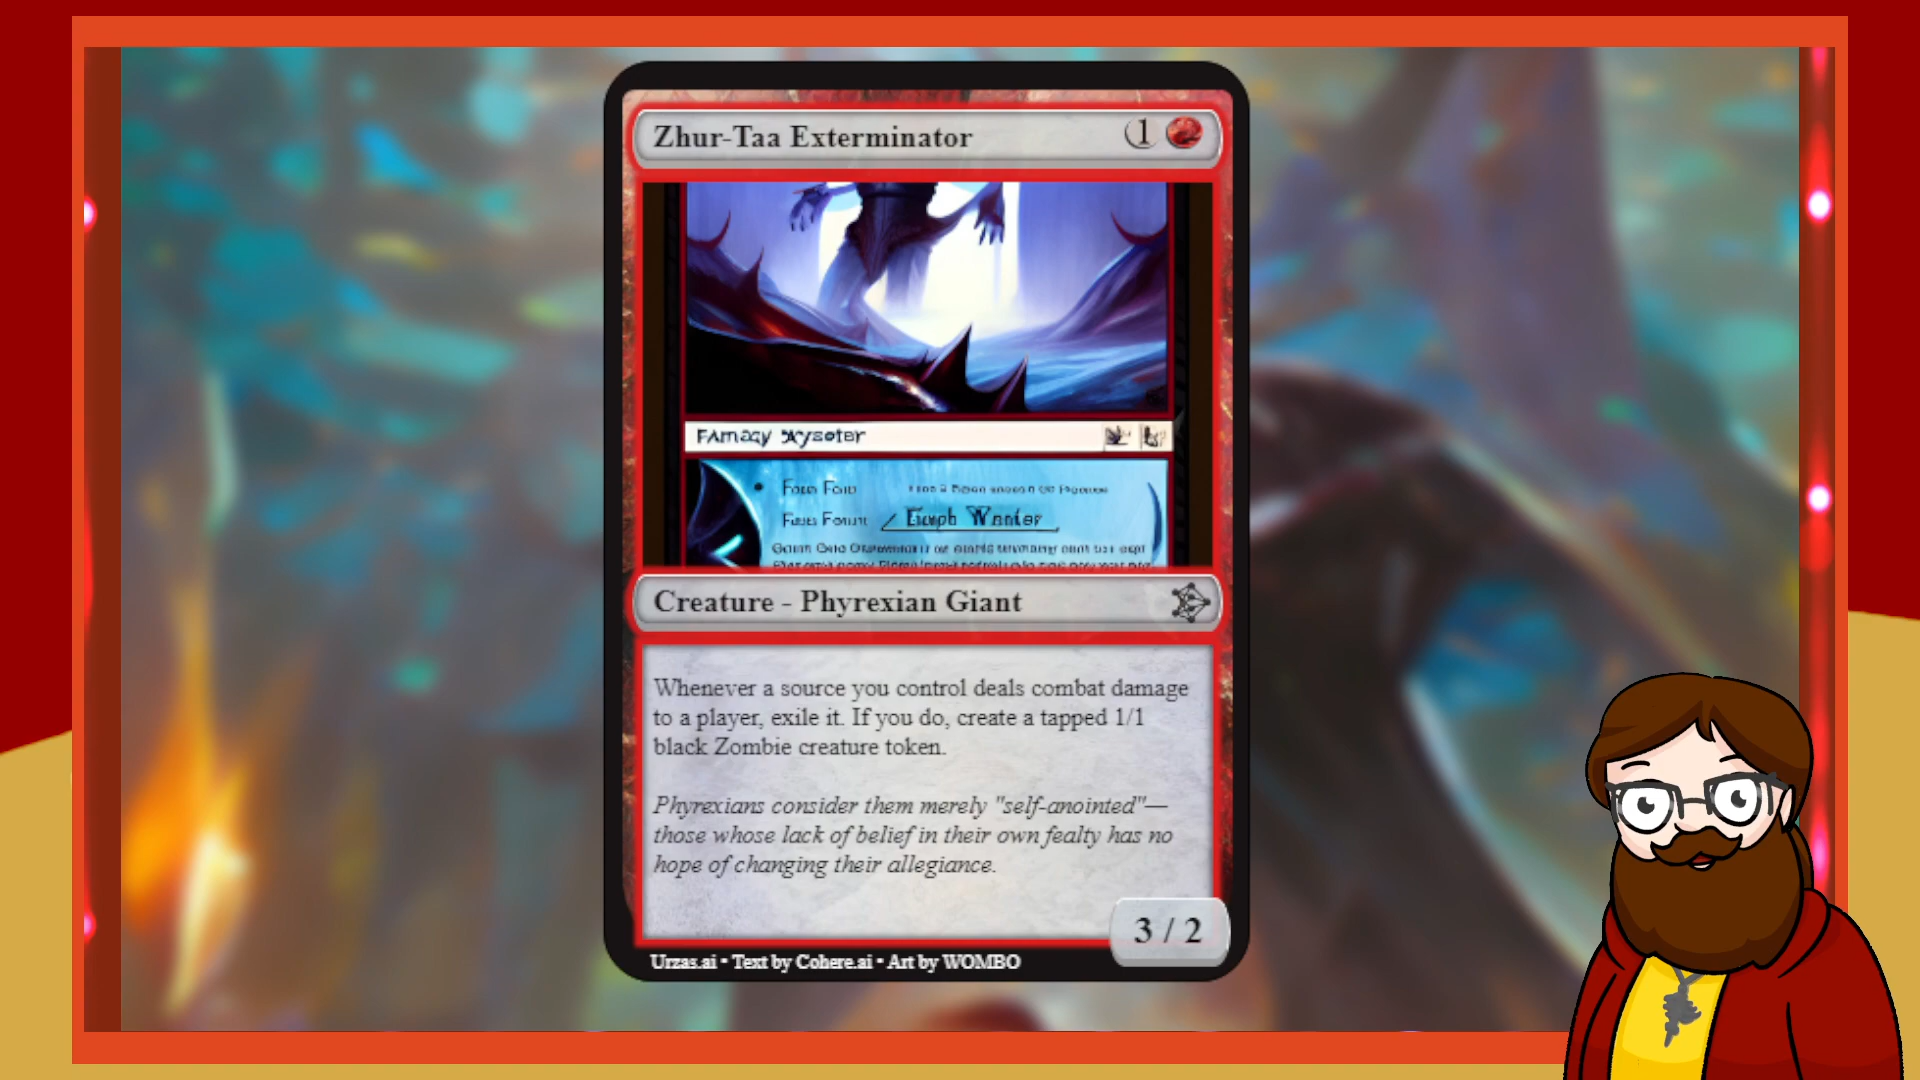 Zhur-Taa Exterminator
1
Creature - Phyrexian Giant
Whenever a source you control deals combat damage
to a player, exile it. If you do, create a tapped 1/1
black Zombie creature token.
Phyrexians consider them merely "self-anointed"—
those whose lack of belief in their own fealty has no
hope of changing their allegiance.
3 / 2
Urzas.ai • Text by Cohere.ai • Art by WOMBO